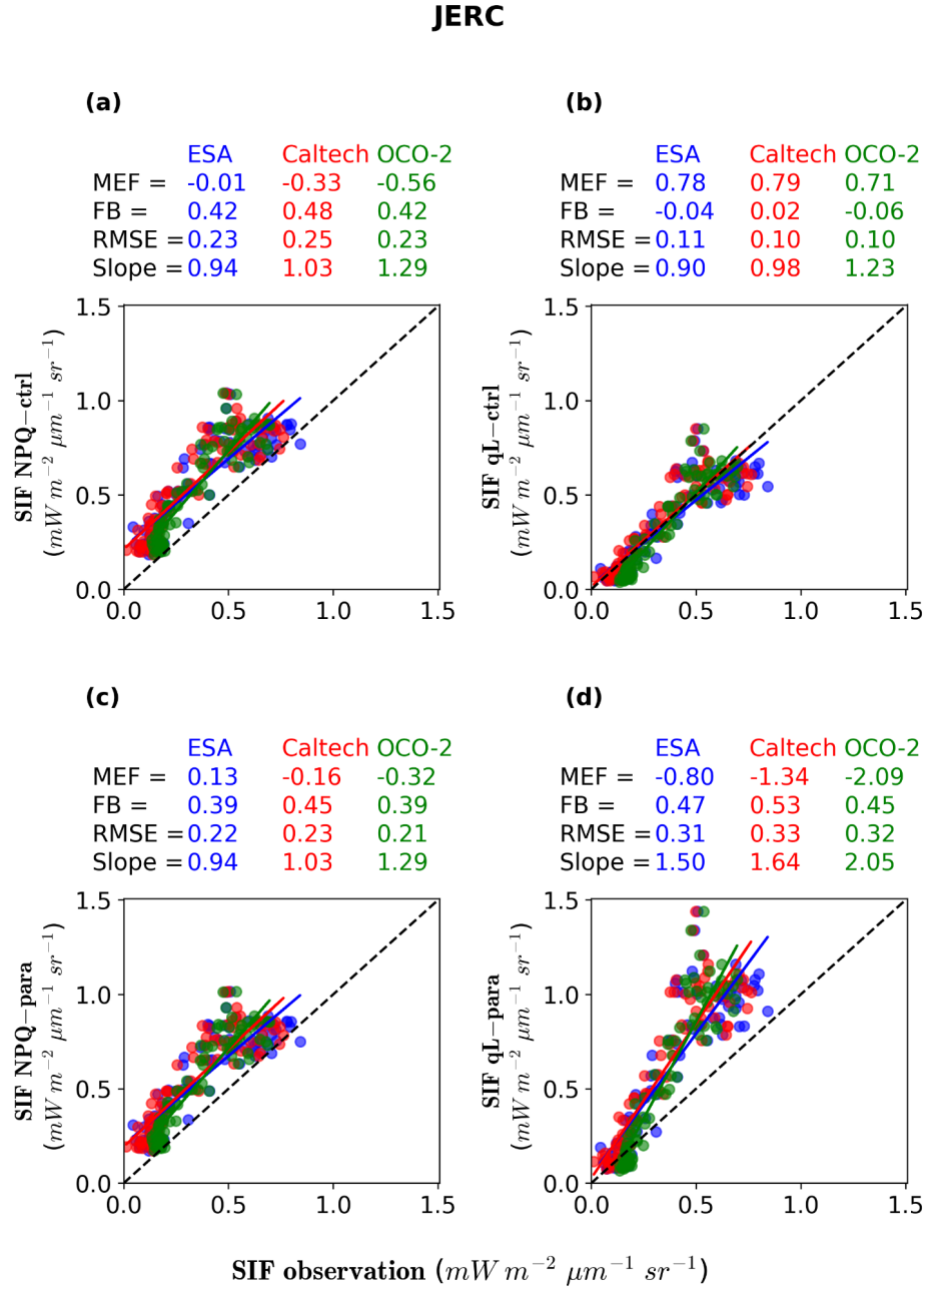 JERC
(a)
ESA Caltech OCO-2
MEF = -0.01 -0.33 -0.56
FB = 0.42 0.48 0.42
RMSE = 0.23 0.25 0.23
Slope = 0.94 1.03 1.29
SIF NPQ−ctrl
(mW m⁻² μm⁻¹ sr⁻¹)
1.5
1.0
0.5
0.0
0.0 0.5 1.0 1.5
(b)
ESA Caltech OCO-2
MEF = 0.78 0.79 0.71
FB = -0.04 0.02 -0.06
RMSE = 0.11 0.10 0.10
Slope = 0.90 0.98 1.23
SIF qL−ctrl
(mW m⁻² μm⁻¹ sr⁻¹)
1.5
1.0
0.5
0.0
0.0 0.5 1.0 1.5
(c)
ESA Caltech OCO-2
MEF = 0.13 -0.16 -0.32
FB = 0.39 0.45 0.39
RMSE = 0.22 0.23 0.21
Slope = 0.94 1.03 1.29
SIF NPQ−para
(mW m⁻² μm⁻¹ sr⁻¹)
1.5
1.0
0.5
0.0
0.0 0.5 1.0 1.5
(d)
ESA Caltech OCO-2
MEF = -0.80 -1.34 -2.09
FB = 0.47 0.53 0.45
RMSE = 0.31 0.33 0.32
Slope = 1.50 1.64 2.05
SIF qL−para
(mW m⁻² μm⁻¹ sr⁻¹)
1.5
1.0
0.5
0.0
0.0 0.5 1.0 1.5
SIF observation (mW m⁻² μm⁻¹ sr⁻¹)